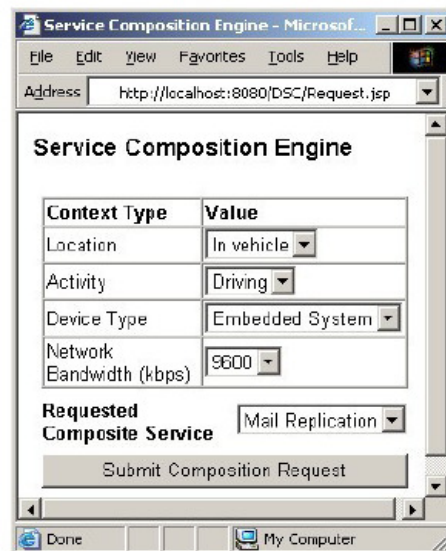 Service Composition Engine - Microsof...
File Edit View Favorites Tools Help
Address http://localhost:8080/DSC/Request.jsp
Service Composition Engine
Context Type Value
Location In vehicle
Activity Driving
Device Type Embedded System
Network
Bandwidth (kbps) 9600
Requested
Composite Service Mail Replication
Submit Composition Request
Done My Computer